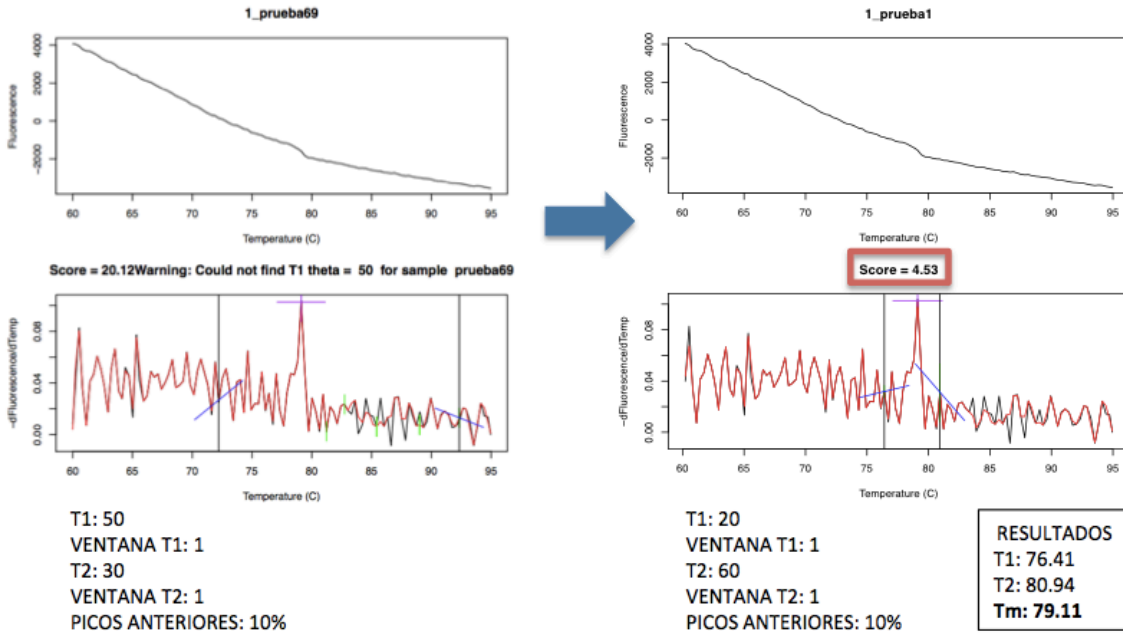 1_prueba69
Fluorescence
4000
2000
0
-2000
60 65 70 75 80 85 90 95
Temperature (C)
Score = 20.12Warning: Could not find T1 theta = 50 for sample prueba69
-dFluorescence/dTemp
0.08
0.04
0.00
60 65 70 75 80 85 90 95
Temperature (C)
T1: 50
VENTANA T1: 1
T2: 30
VENTANA T2: 1
PICOS ANTERIORES: 10%
1_prueba1
Fluorescence
4000
2000
0
-2000
60 65 70 75 80 85 90 95
Temperature (C)
Score = 4.53
-dFluorescence/dTemp
0.08
0.04
0.00
60 65 70 75 80 85 90 95
Temperature (C)
T1: 20
VENTANA T1: 1
T2: 60
VENTANA T2: 1
PICOS ANTERIORES: 10%
RESULTADOS
T1: 76.41
T2: 80.94
Tm: 79.11